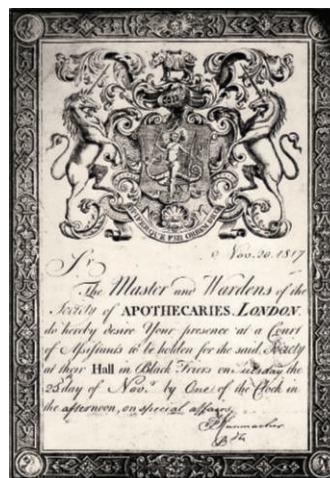 Nov. 20. 1817
Sr
The Master and Wardens of the
Society of APOTHECARIES. LONDON.
do hereby desire Your presence at a Court
of Assistants to be holden for the said Society
at their Hall in Black Friers on Tuesday the
25 day of Novr. by One of the Clock in
the afternoon, on special affairs.